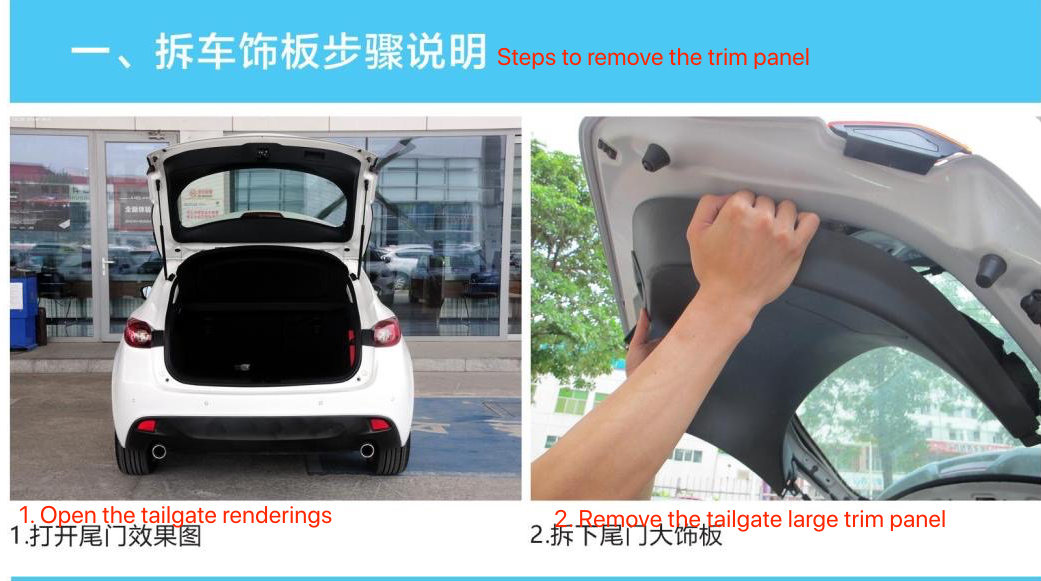 一、拆车饰板步骤说明 Steps to remove the trim panel
1. Open the tailgate renderings
1.打开尾门效果图
2. Remove the tailgate large trim panel
2.拆下尾门大饰板